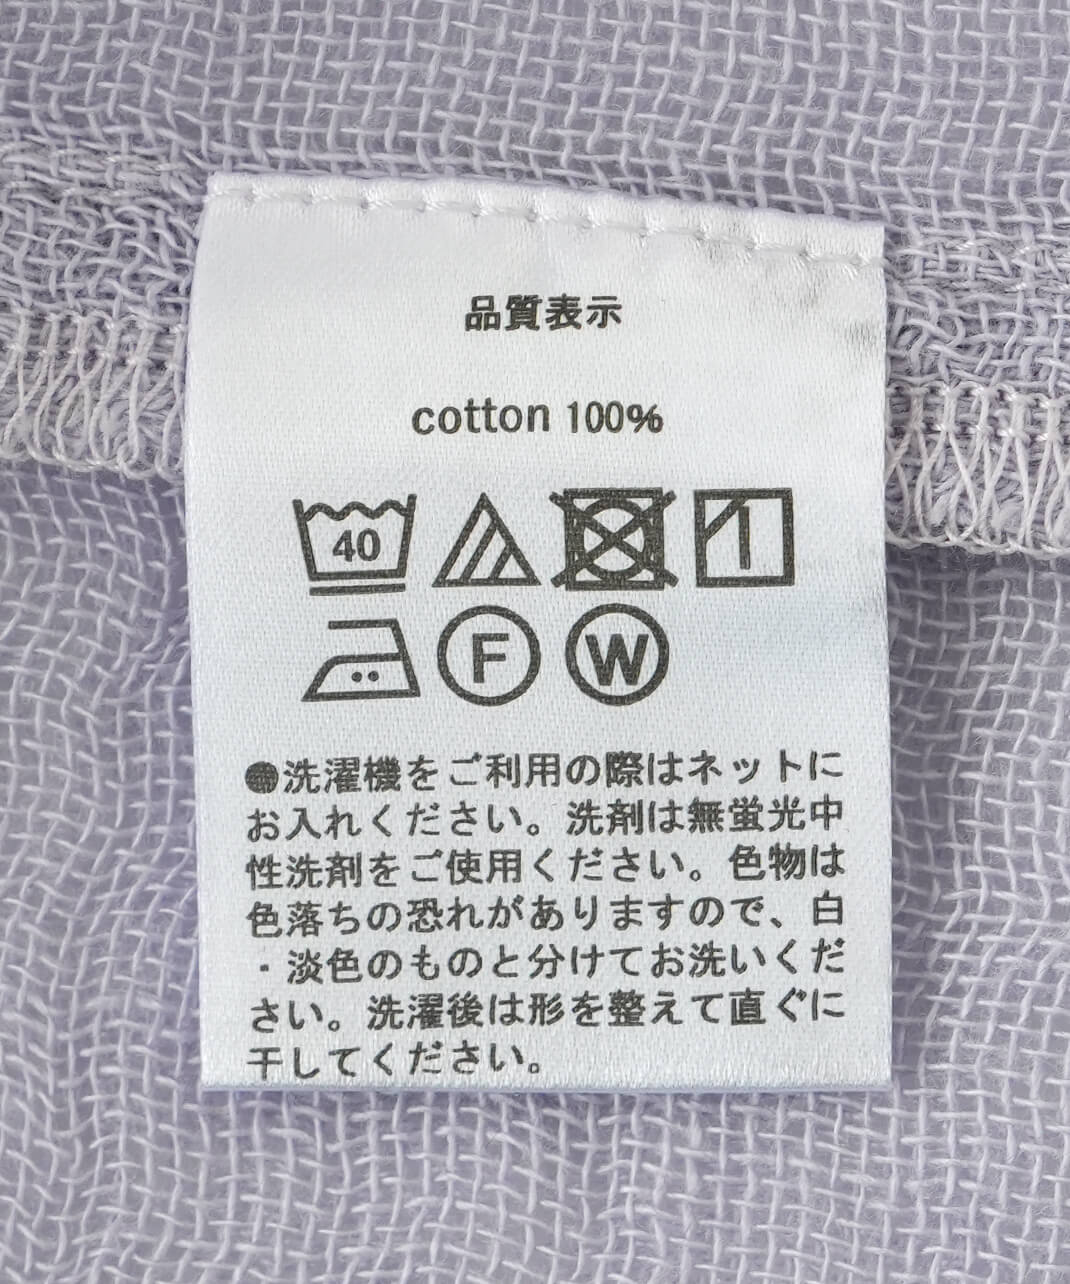 品質表示
cotton 100%
40
F W
●洗濯機をご利用の際はネットに
お入れください。洗剤は無蛍光中
性洗剤をご使用ください。色物は
色落ちの恐れがありますので、白
・淡色のものと分けてお洗いくだ
さい。洗濯後は形を整えて直ぐに
干してください。